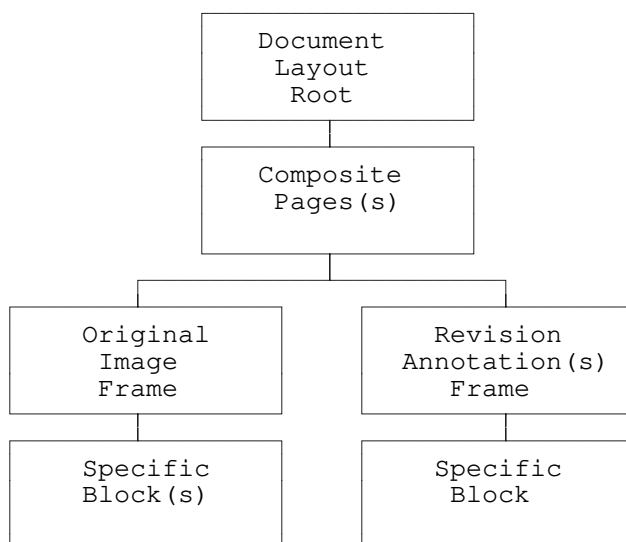 Document
Layout
Root
Composite
Pages(s)
Original
Image
Frame
Revision
Annotation(s)
Frame
Specific
Block(s)
Specific
Block